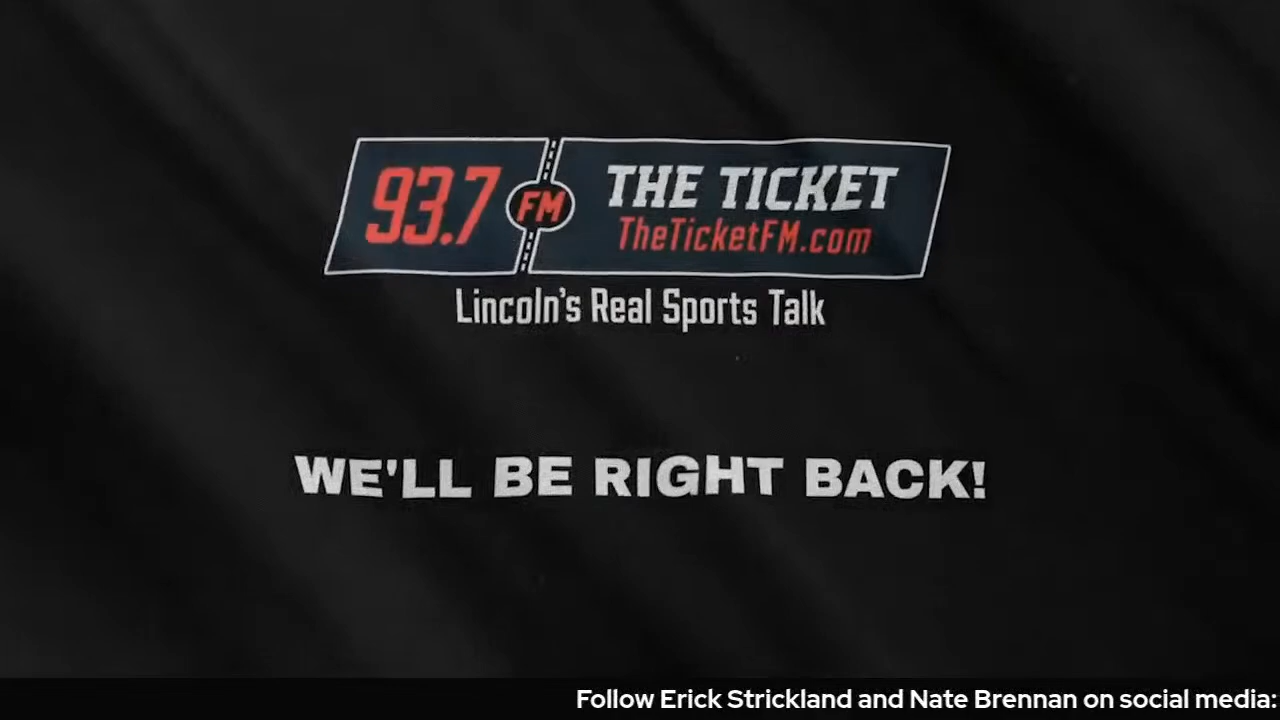 93.7 FM THE TICKET
TheTicketFM.com
Lincoln's Real Sports Talk
WE'LL BE RIGHT BACK!
Follow Erick Strickland and Nate Brennan on social media: